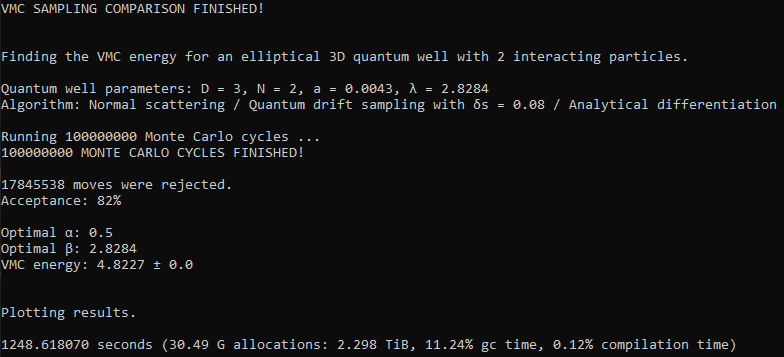 VMC SAMPLING COMPARISON FINISHED!
Finding the VMC energy for an elliptical 3D quantum well with 2 interacting particles.
Quantum well parameters: D = 3, N = 2, a = 0.0043, λ = 2.8284
Algorithm: Normal scattering / Quantum drift sampling with δs = 0.08 / Analytical differentiation
Running 100000000 Monte Carlo cycles ...
100000000 MONTE CARLO CYCLES FINISHED!
17845538 moves were rejected.
Acceptance: 82%
Optimal α: 0.5
Optimal β: 2.8284
VMC energy: 4.8227 ± 0.0
Plotting results.
1248.618070 seconds (30.49 G allocations: 2.298 TiB, 11.24% gc time, 0.12% compilation time)